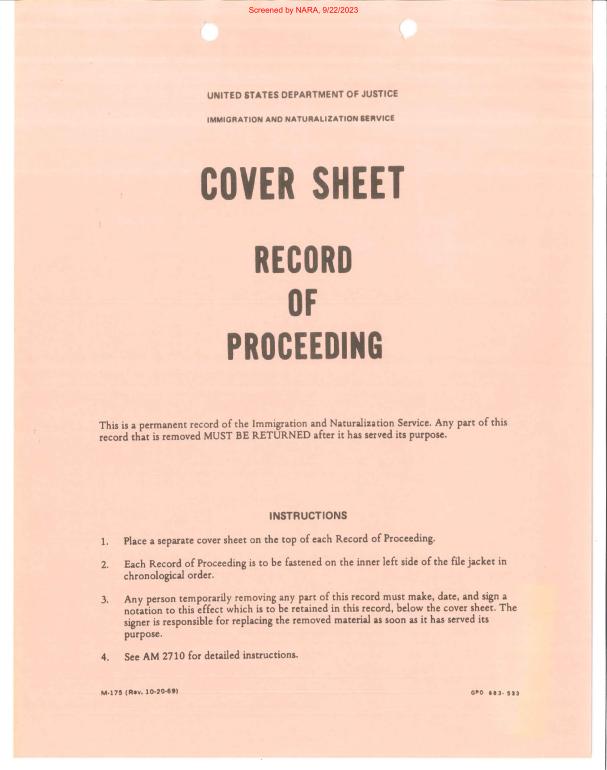 Screened by NARA, 9/22/2023
UNITED STATES DEPARTMENT OF JUSTICE
IMMIGRATION AND NATURALIZATION SERVICE
COVER SHEET
RECORD
OF
PROCEEDING
This is a permanent record of the Immigration and Naturalization Service. Any part of this
record that is removed MUST BE RETURNED after it has served its purpose.
INSTRUCTIONS
1. Place a separate cover sheet on the top of each Record of Proceeding.
2. Each Record of Proceeding is to be fastened on the inner left side of the file jacket in
chronological order.
3. Any person temporarily removing any part of this record must make, date, and sign a
notation to this effect which is to be retained in this record, below the cover sheet. The
signer is responsible for replacing the removed material as soon as it has served its
purpose.
4. See AM 2710 for detailed instructions.
M-175 (Rev. 10-20-69)
GPO 883-533